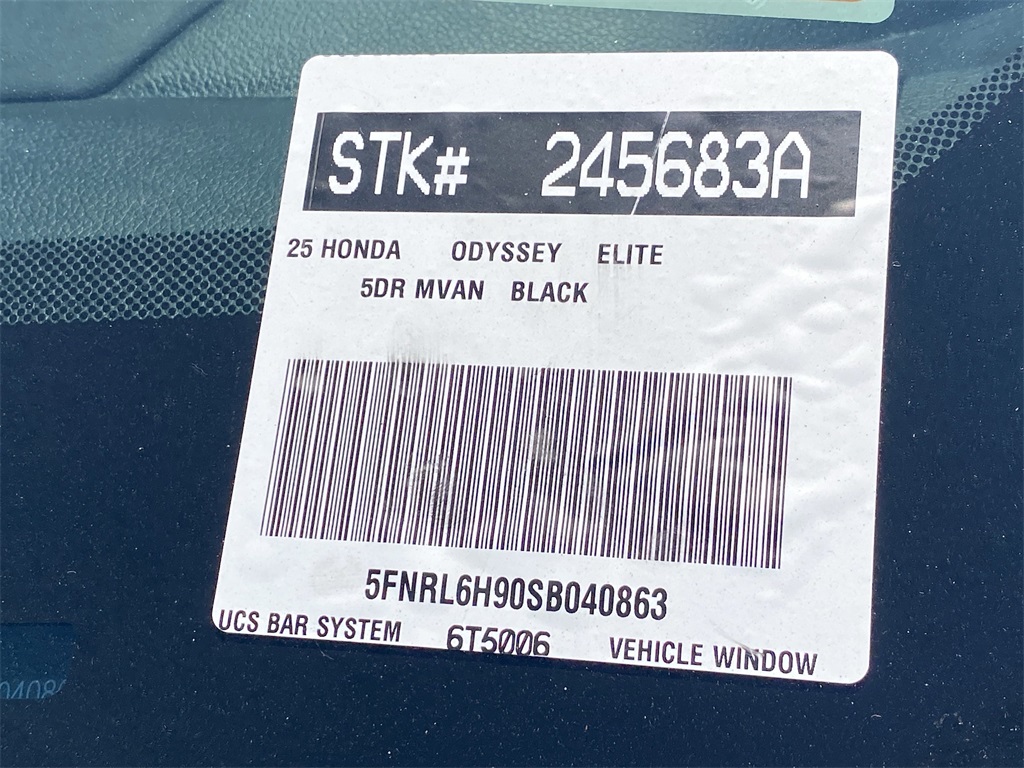 STK# 245683A
25 HONDA ODYSSEY ELITE
5DR MVAN BLACK
5FNRL6H90SB040863
UCS BAR SYSTEM 6T5006 VEHICLE WINDOW